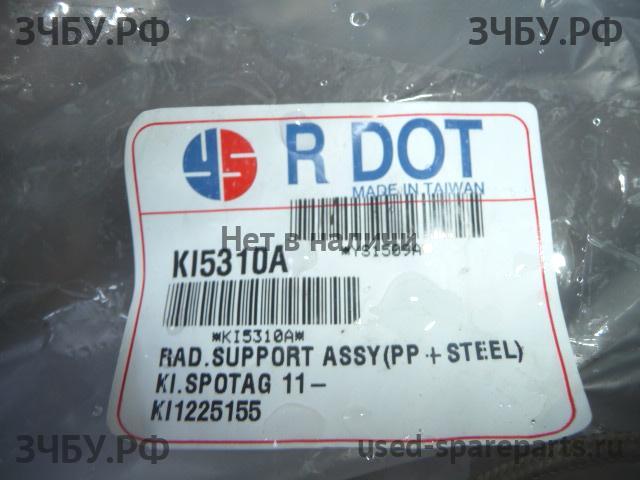 ЗЧБУ.РФ
ЗЧБУ.РФ
YS
R DOT
MADE IN TAIWAN
Нет в наличии
KI5310A
*KI5310A*
RAD.SUPPORT ASSY(PP + STEEL)
KI.SPOTAG 11-
KI1225155
ЗЧБУ.РФ
used-spareparts.ru